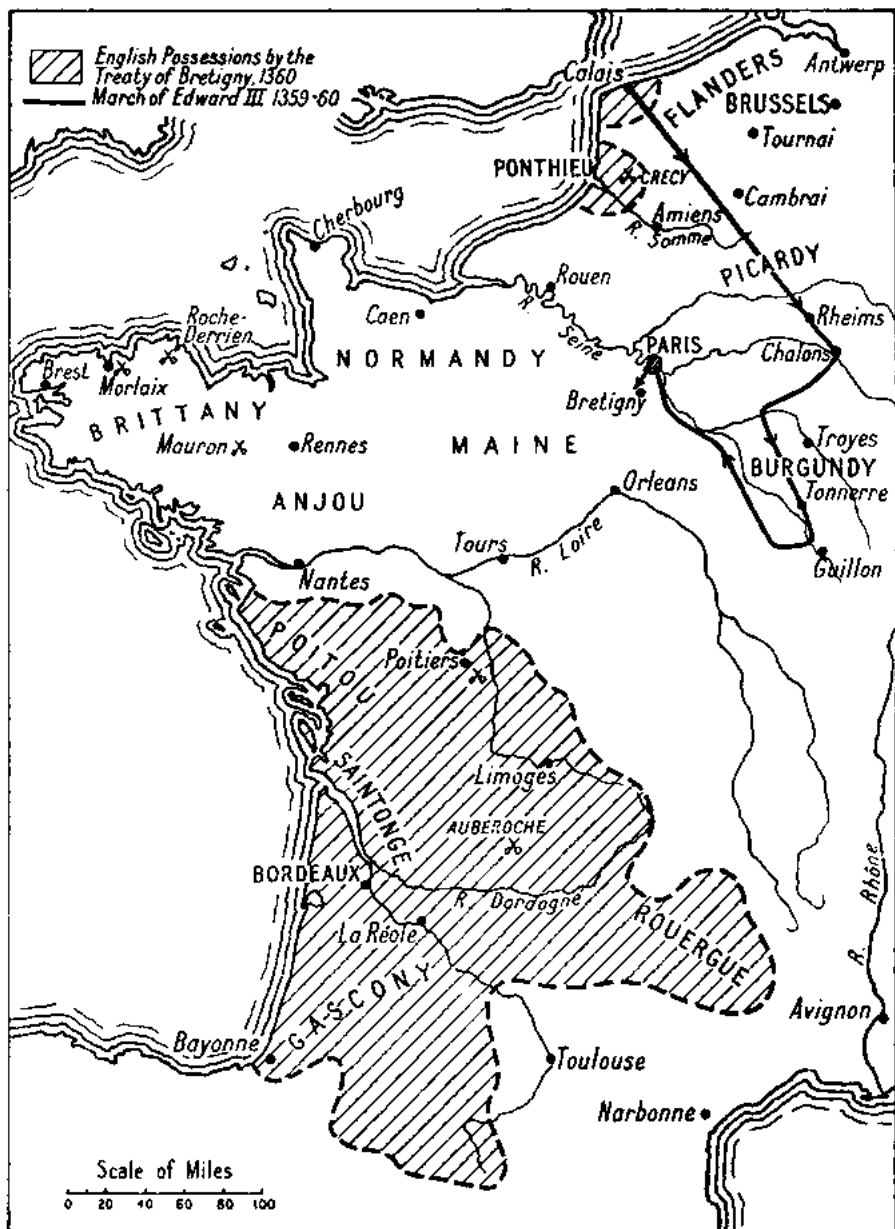 English Possessions by the
Treaty of Bretigny, 1360
March of Edward III 1359-60
Calais
FLANDERS
Antwerp
BRUSSELS
Tournai
PONTHIEU
CRECY
Cambrai
Amiens
R. Somme
PICARDY
Cherbourg
Rouen
R. Seine
Caen
Rheims
Roche-
Derrien
NORMANDY
PARIS
Chalons
Brest
Morlaix
Bretigny
BRITTANY
Mauron
Rennes
MAINE
Troyes
BURGUNDY
ANJOU
Orleans
Tonnerre
Tours
R. Loire
Guillon
Nantes
POITOU
Poitiers
Limoges
SAINTONGE
AUBEROCHE
BORDEAUX
R. Dordogne
R. Rhône
La Réole
ROUERGUE
GASCONY
Avignon
Bayonne
Toulouse
Narbonne
Scale of Miles
0 20 40 60 80 100